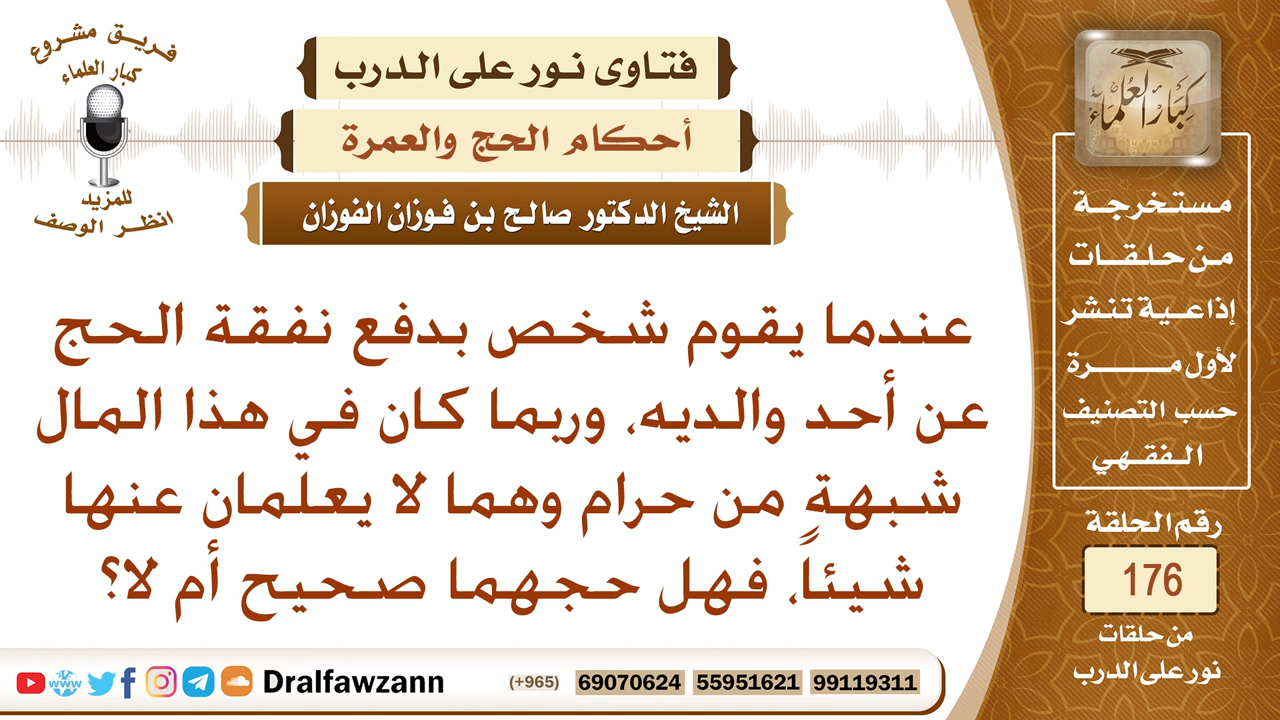 فريق مشروع
كبار العلماء
للمزيد
انظر الوصف
فتاوى نور على الدرب
أحكام الحج والعمرة
الشيخ الدكتور صالح بن فوزان الفوزان
عندما يقوم شخص بدفع نفقة الحج
عن أحد والديه، وربما كان في هذا المال
شبهةٍ من حرام وهما لا يعلمان عنها
شيئاً، فهل حجهما صحيح أم لا؟
كبار العلماء
مستخرجة
من حلقات
إذاعية تنشر
لأول مرة
حسب التصنيف
الفقهي
رقم الحلقة
176
من حلقات
نور على الدرب
www Dralfawzann (+965) 69070624 55951621 99119311